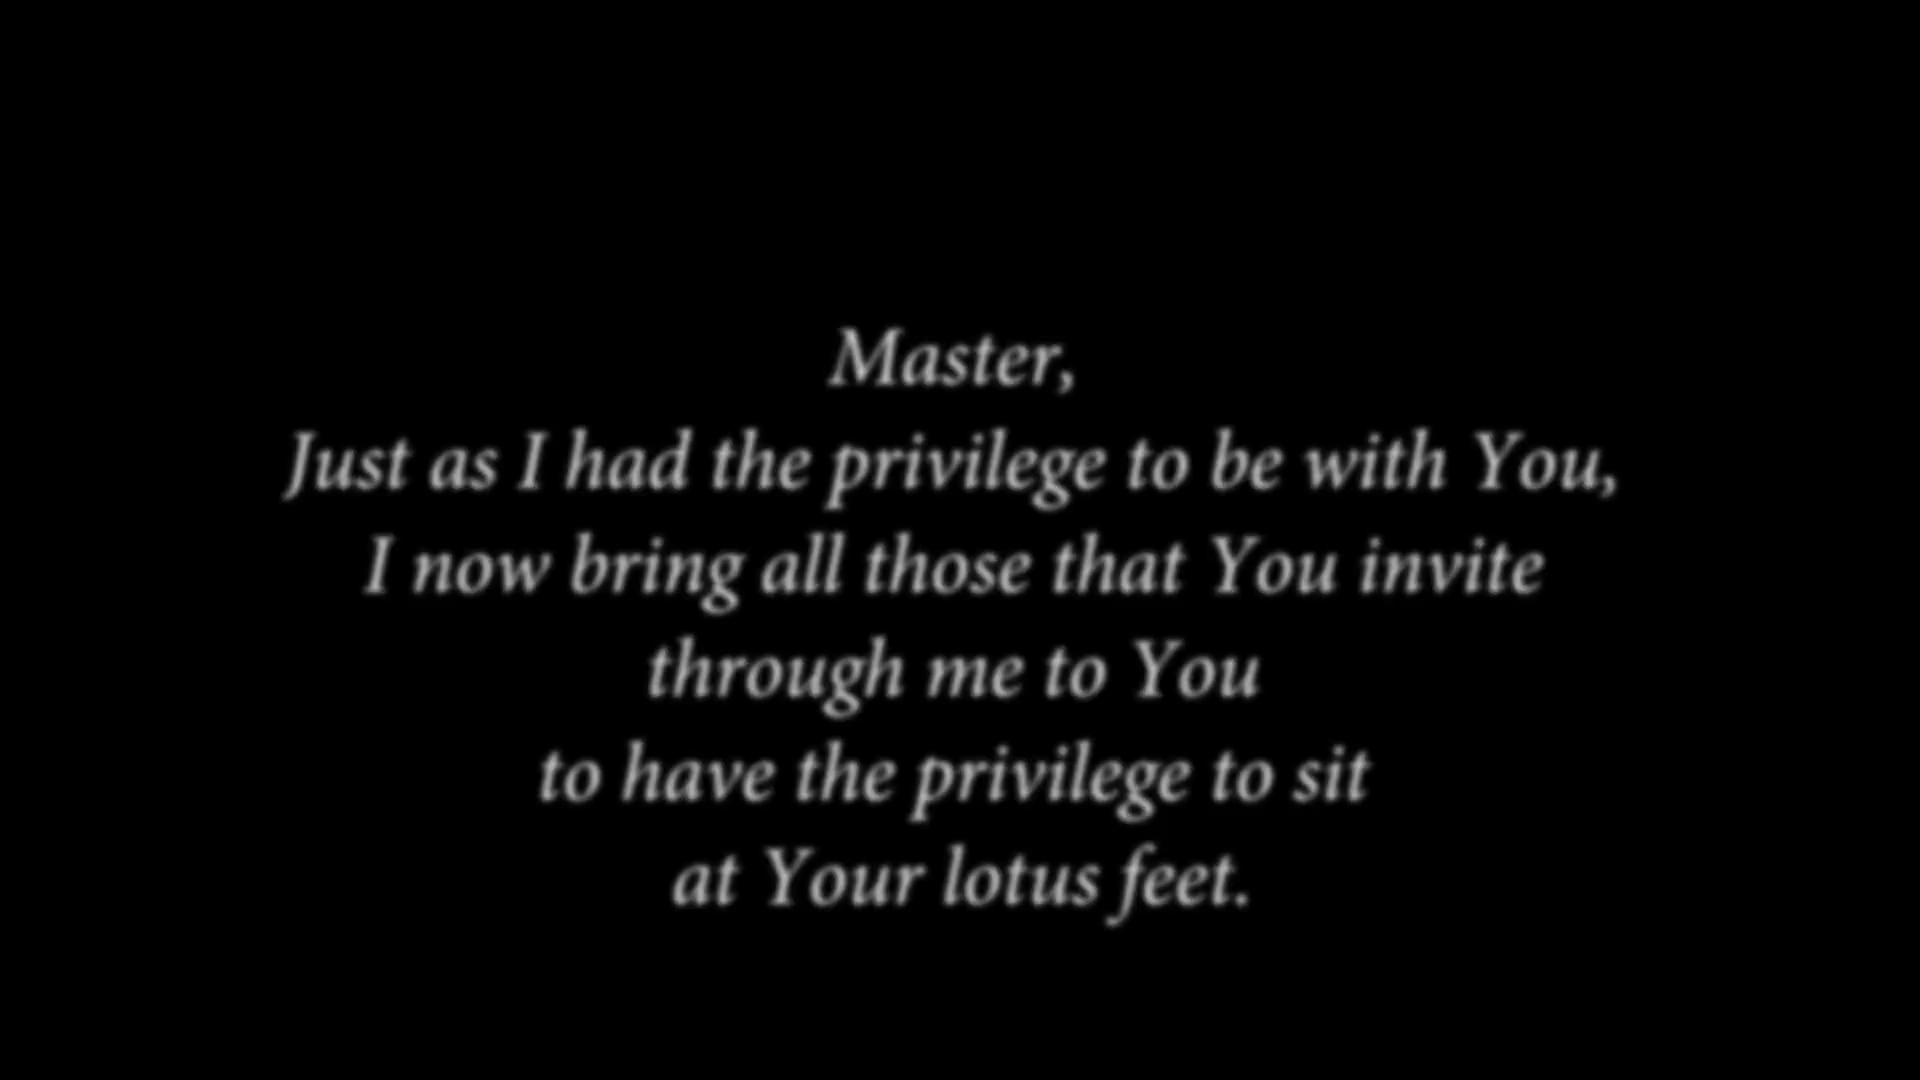 Master,
Just as I had the privilege to be with You,
I now bring all those that You invite
through me to You
to have the privilege to sit
at Your lotus feet.